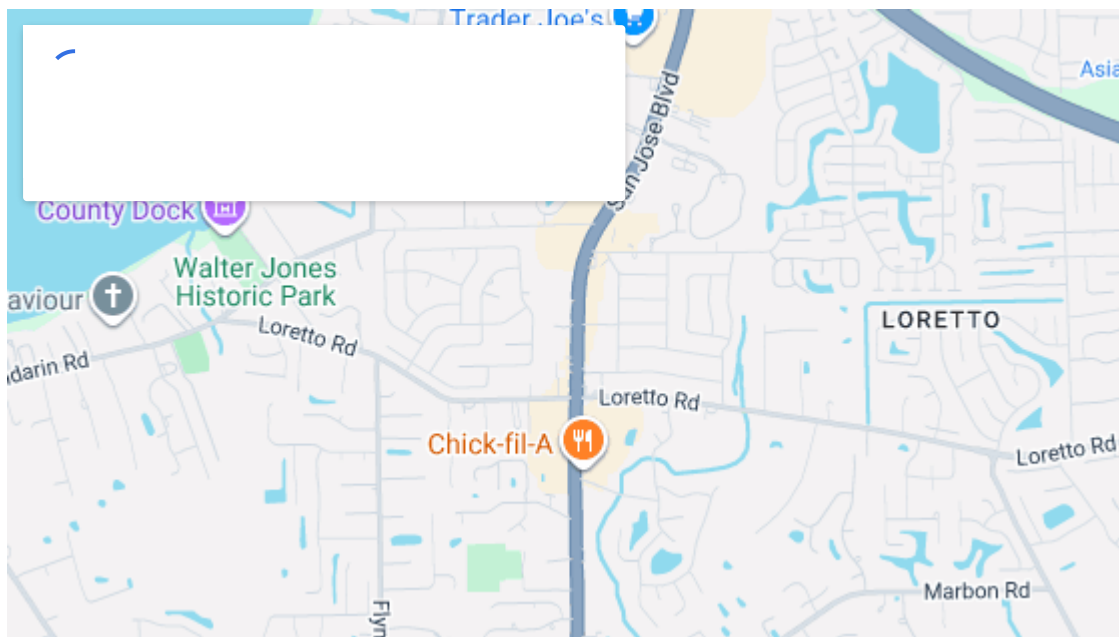 Trader Joe's
San Jose Blvd
Asia
County Dock
Walter Jones
Historic Park
aviour
Loretto Rd
LORETTO
darin Rd
Loretto Rd
Chick-fil-A
Loretto Rd
Marbon Rd
Flyn